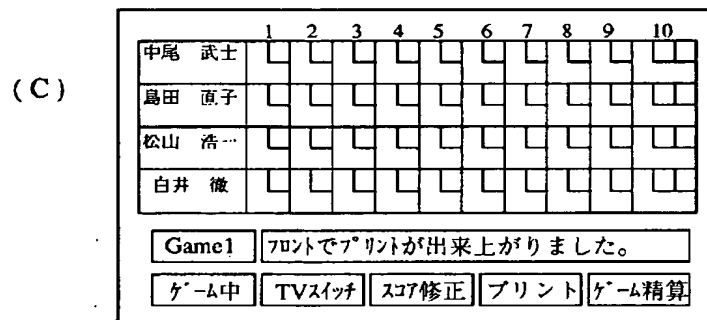 1 2 3 4 5 6 7 8 9 10
中尾 武士
(C)
島田 直子
松山 浩一
白井 徹
Game1 フロントでプリントが出来上がりました。
ゲーム中 TVスイッチ スコア修正 プリント ゲーム精算